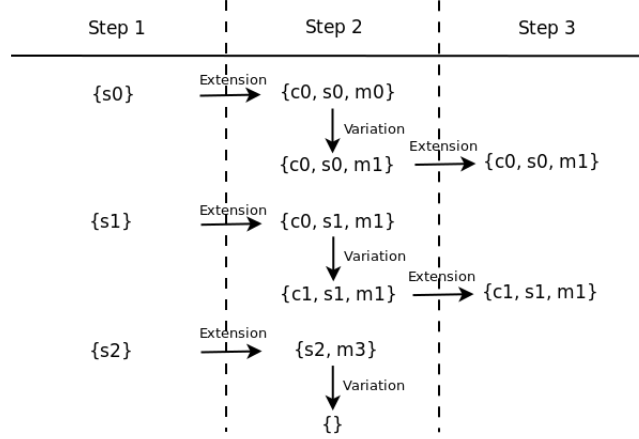 Step 1 Step 2 Step 3
{s0} Extension {c0, s0, m0}
Variation
{c0, s0, m1} Extension {c0, s0, m1}
{s1} Extension {c0, s1, m1}
Variation
{c1, s1, m1} Extension {c1, s1, m1}
{s2} Extension {s2, m3}
Variation
{}